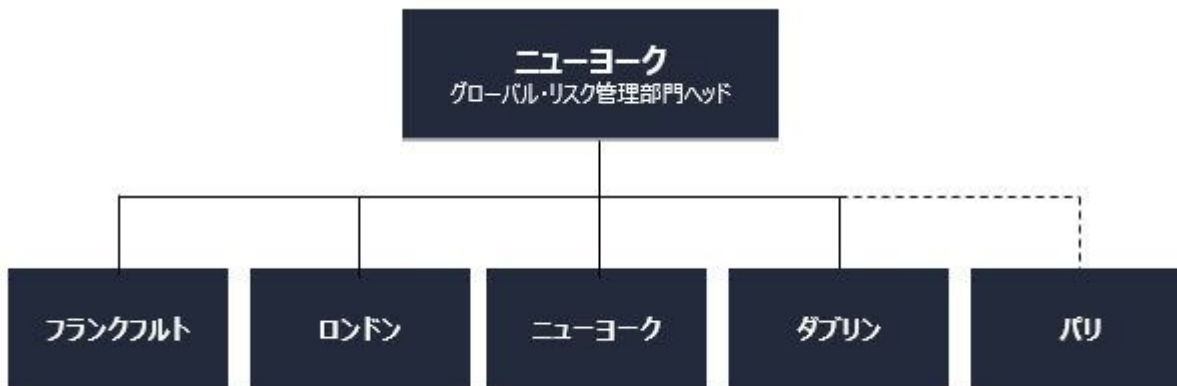 ニューヨーク
グローバル・リスク管理部門ヘッド
フランクフルト
ロンドン
ニューヨーク
ダブリン
パリ